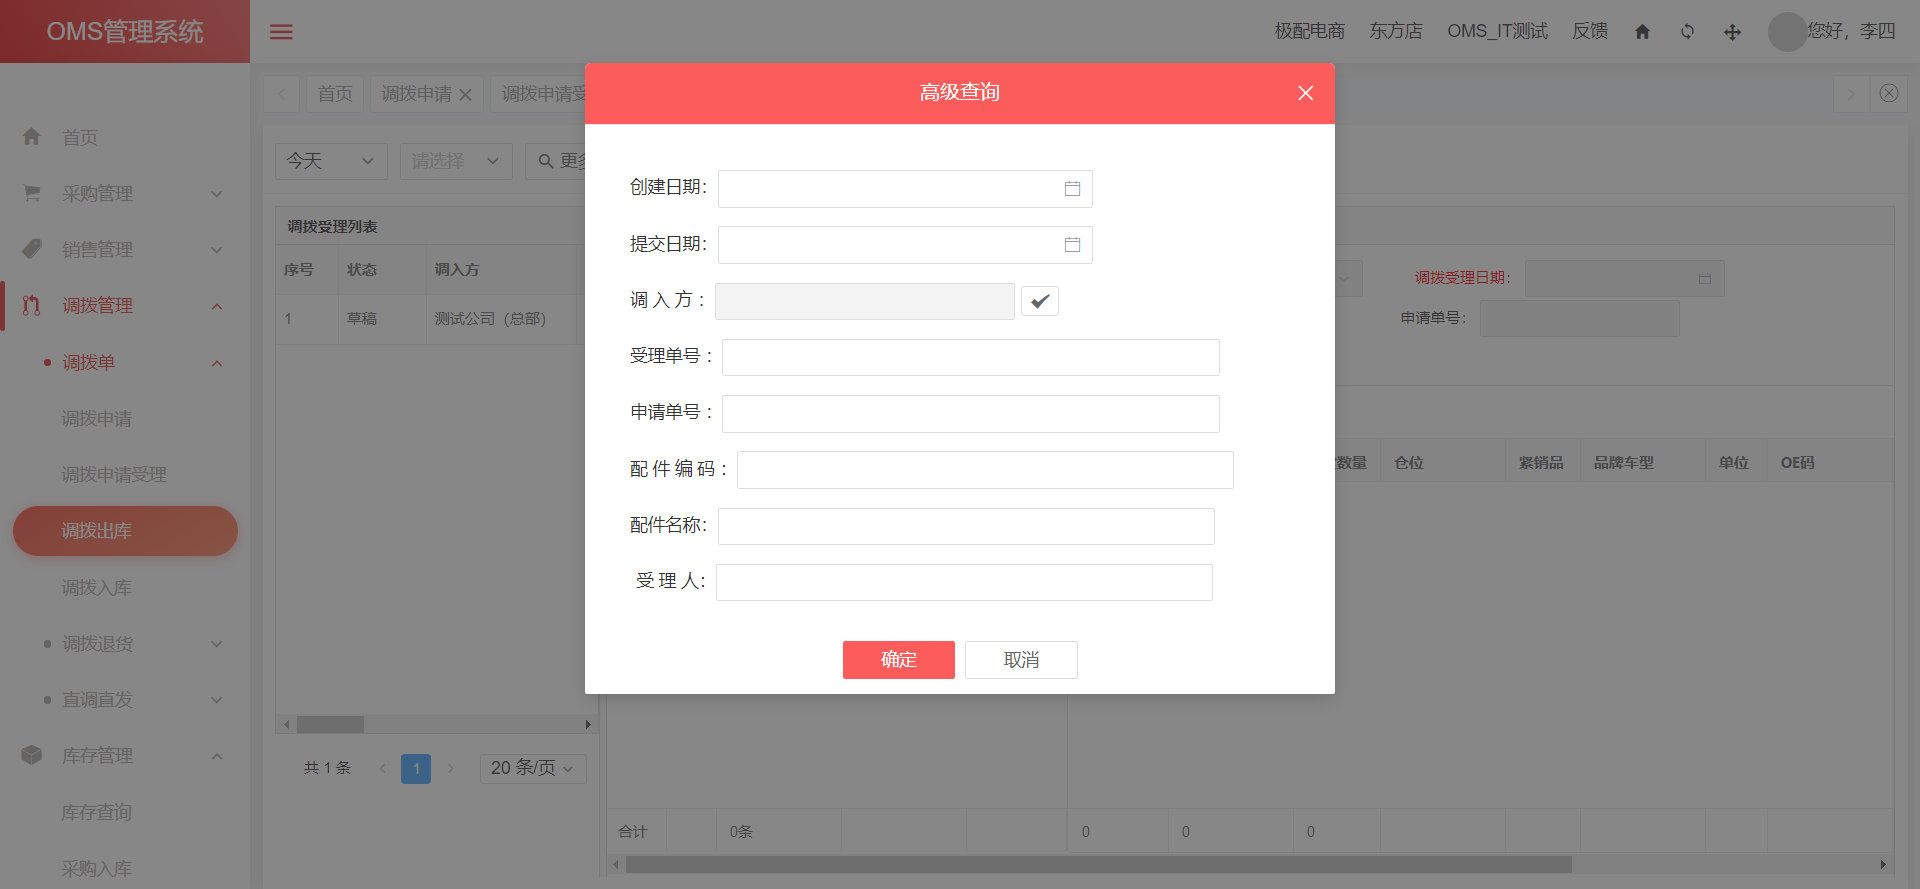 OMS管理系统
极配电商 东方店 OMS_IT测试 反馈 您好，李四
首页 调拨申请 调拨申请受
首页
采购管理
销售管理
调拨管理
调拨单
调拨申请
调拨申请受理
调拨出库
调拨入库
调拨退货
直调直发
库存管理
库存查询
采购入库
今天 请选择 更多
调拨受理列表
序号 状态 调入方
1 草稿 测试公司（总部）
共 1 条 1 20 条/页
高级查询
创建日期：
提交日期：
调 入 方 ：
受理单号 ：
申请单号 ：
配 件 编 码 ：
配件名称：
受 理 人：
确定 取消
调拨受理日期：
申请单号：
数量 仓位 紧销品 品牌车型 单位 OE码
合计 0条 0 0 0